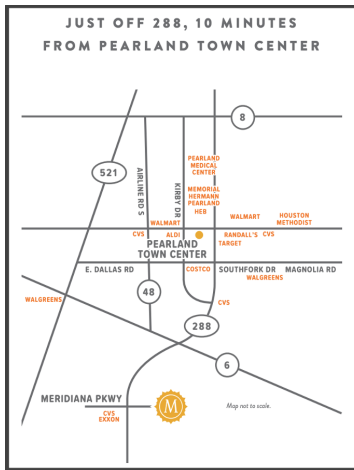 JUST OFF 288, 10 MINUTES
FROM PEARLAND TOWN CENTER
8
521
AIRLINE RD S
KIRBY DR
PEARLAND
MEDICAL
CENTER
MEMORIAL
HERMANN
PEARLAND
HEB
WALMART
WALMART
HOUSTON
METHODIST
CVS
ALDI
RANDALL'S
CVS
TARGET
PEARLAND
TOWN CENTER
E. DALLAS RD
COSTCO
SOUTHFORK DR
MAGNOLIA RD
WALGREENS
WALGREENS
48
CVS
288
6
MERIDIANA PKWY
M
Map not to scale.
CVS
EXXON